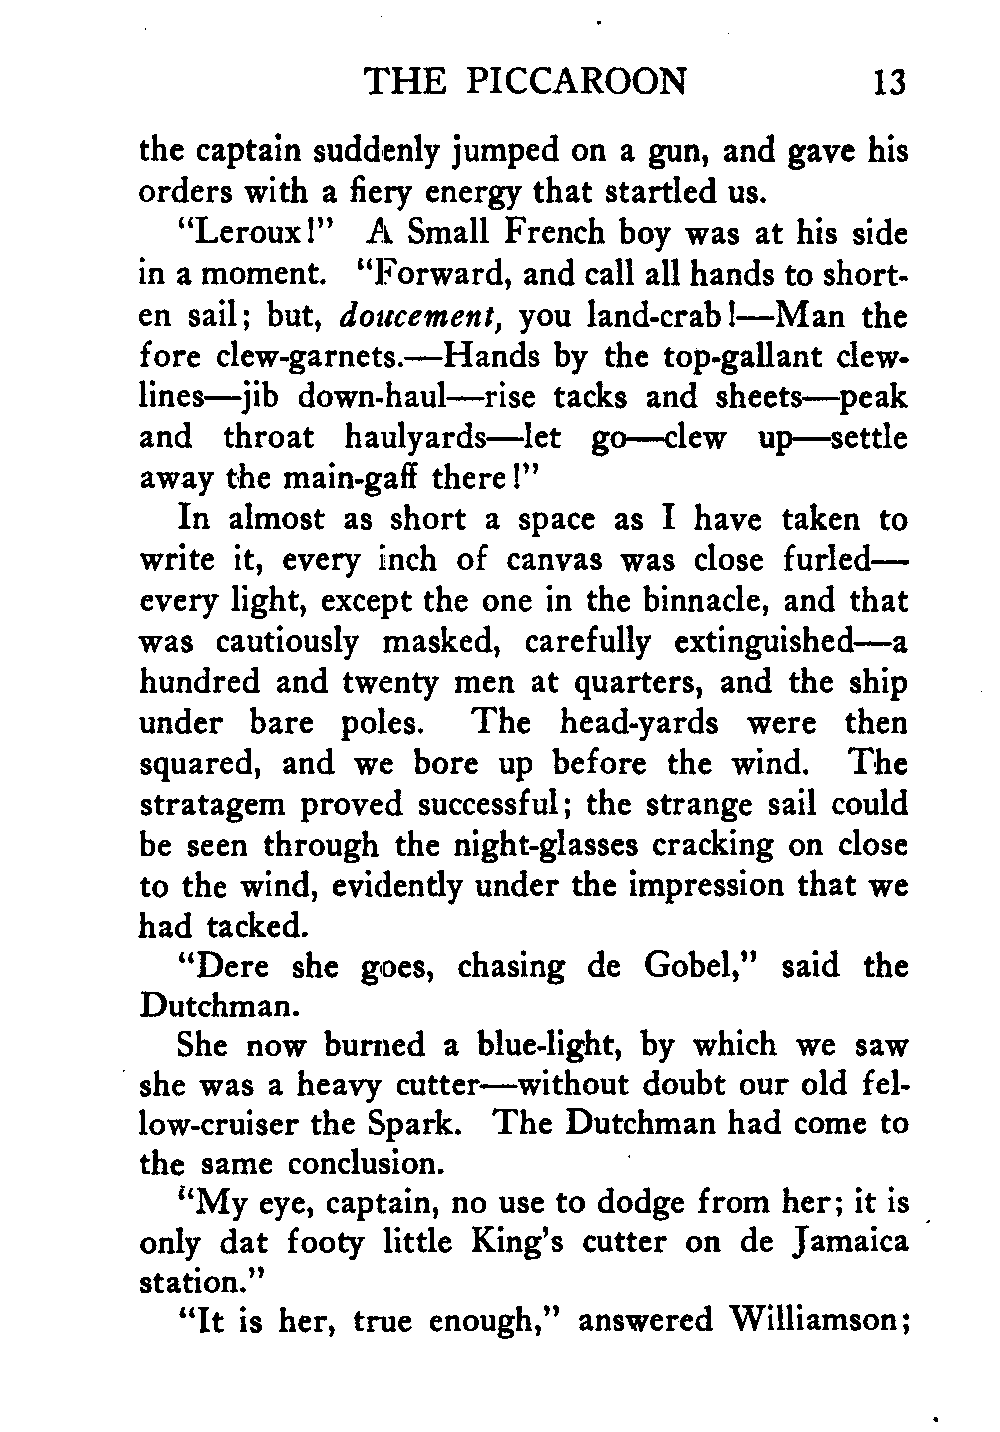 THE PICCAROON 13
the captain suddenly jumped on a gun, and gave his
orders with a fiery energy that startled us.
“Leroux!” A Small French boy was at his side
in a moment. “Forward, and call all hands to short-
en sail; but, doucement, you land-crab!—Man the
fore clew-garnets.—Hands by the top-gallant clew-
lines—jib down-haul—rise tacks and sheets—peak
and throat haulyards—let go—clew up—settle
away the main-gaff there!”
In almost as short a space as I have taken to
write it, every inch of canvas was close furled—
every light, except the one in the binnacle, and that
was cautiously masked, carefully extinguished—a
hundred and twenty men at quarters, and the ship
under bare poles. The head-yards were then
squared, and we bore up before the wind. The
stratagem proved successful; the strange sail could
be seen through the night-glasses cracking on close
to the wind, evidently under the impression that we
had tacked.
“Dere she goes, chasing de Gobel,” said the
Dutchman.
She now burned a blue-light, by which we saw
she was a heavy cutter—without doubt our old fel-
low-cruiser the Spark. The Dutchman had come to
the same conclusion.
“My eye, captain, no use to dodge from her; it is
only dat footy little King’s cutter on de Jamaica
station.”
“It is her, true enough,” answered Williamson;